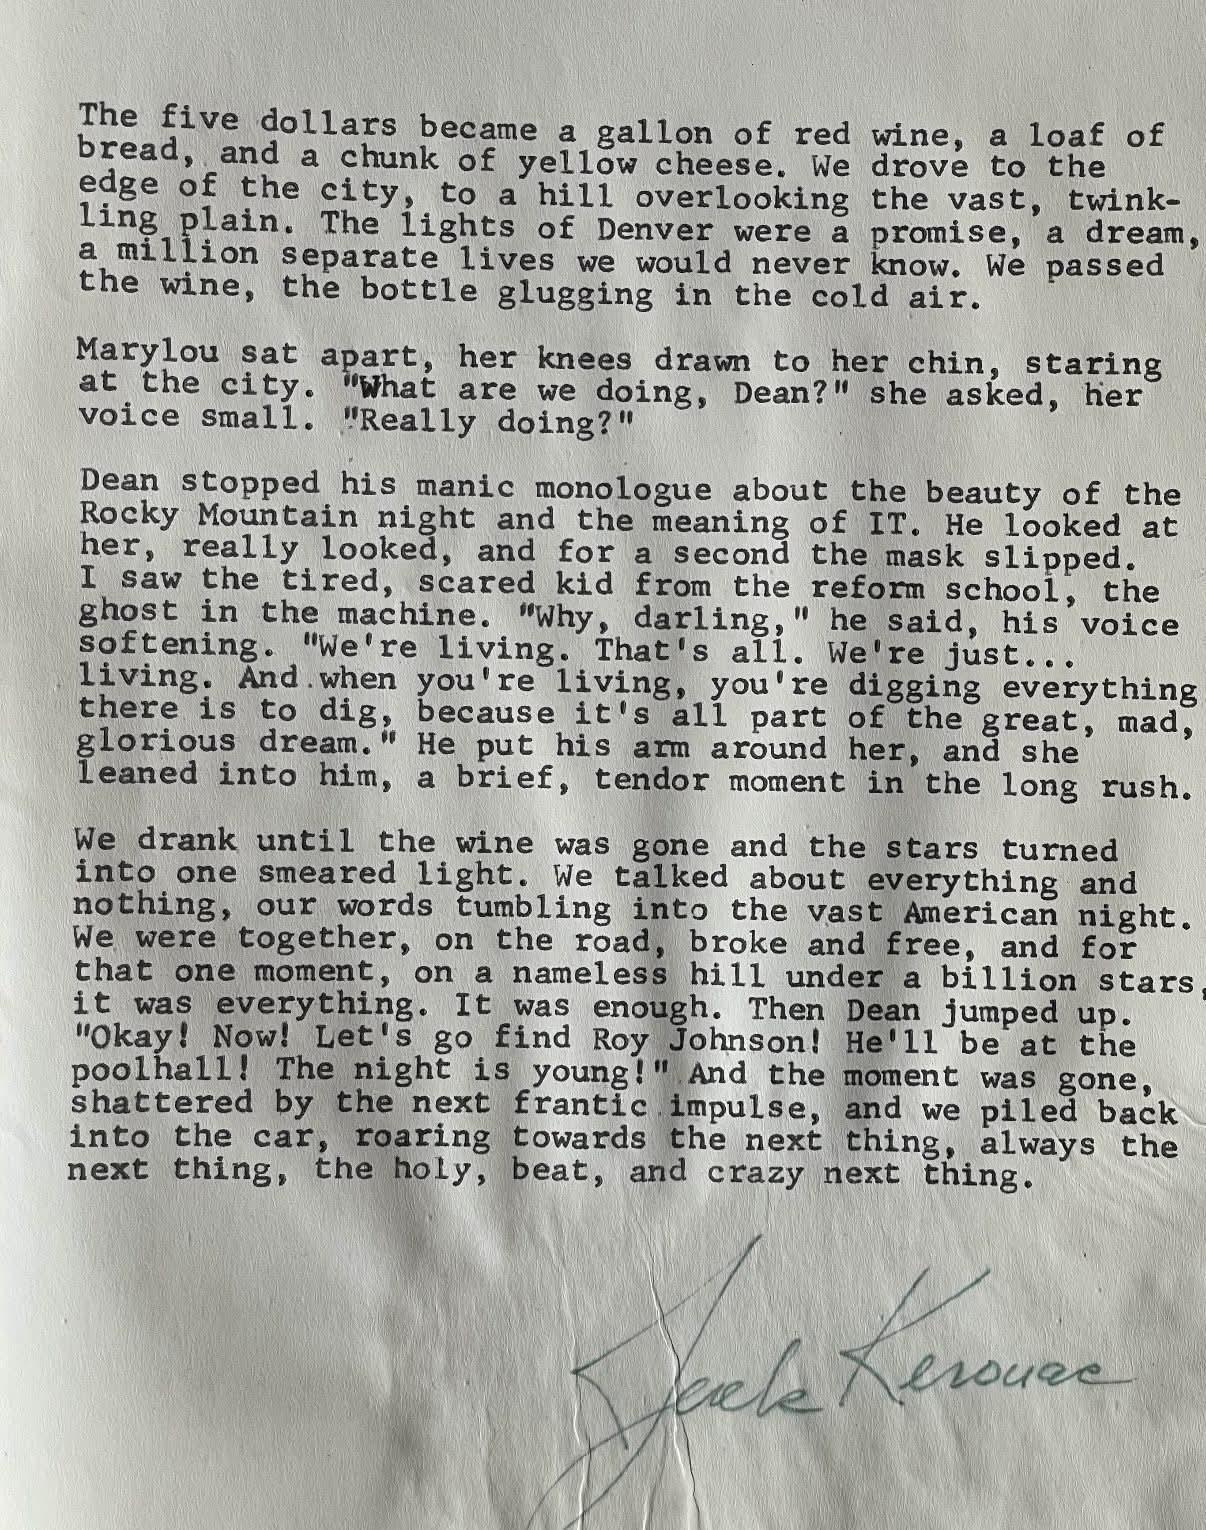 The five dollars became a gallon of red wine, a loaf of
bread, and a chunk of yellow cheese. We drove to the
edge of the city, to a hill overlooking the vast, twink-
ling plain. The lights of Denver were a promise, a dream,
a million separate lives we would never know. We passed
the wine, the bottle glugging in the cold air.
Marylou sat apart, her knees drawn to her chin, staring
at the city. "What are we doing, Dean?" she asked, her
voice small. "Really doing?"
Dean stopped his manic monologue about the beauty of the
Rocky Mountain night and the meaning of IT. He looked at
her, really looked, and for a second the mask slipped.
I saw the tired, scared kid from the reform school, the
ghost in the machine. "Why, darling," he said, his voice
softening. "We're living. That's all. We're just...
living. And when you're living, you're digging everything
there is to dig, because it's all part of the great, mad,
glorious dream." He put his arm around her, and she
leaned into him, a brief, tendor moment in the long rush.
We drank until the wine was gone and the stars turned
into one smeared light. We talked about everything and
nothing, our words tumbling into the vast American night.
We were together, on the road, broke and free, and for
that one moment, on a nameless hill under a billion stars,
it was everything. It was enough. Then Dean jumped up.
"Okay! Now! Let's go find Roy Johnson! He'll be at the
poolhall! The night is young!" And the moment was gone,
shattered by the next frantic impulse, and we piled back
into the car, roaring towards the next thing, always the
next thing, the holy, beat, and crazy next thing.
Jack Kerouac